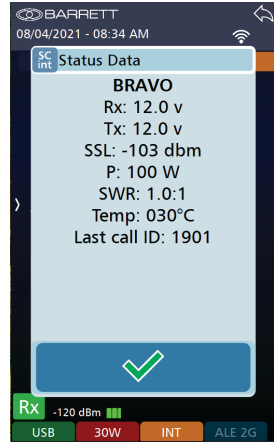 BARRETT
08/04/2021 - 08:34 AM
SC int Status Data
BRAVO
Rx: 12.0 v
Tx: 12.0 v
SSL: -103 dbm
P: 100 W
SWR: 1.0:1
Temp: 030°C
Last call ID: 1901
Rx -120 dBm
USB 30W INT ALE 2G